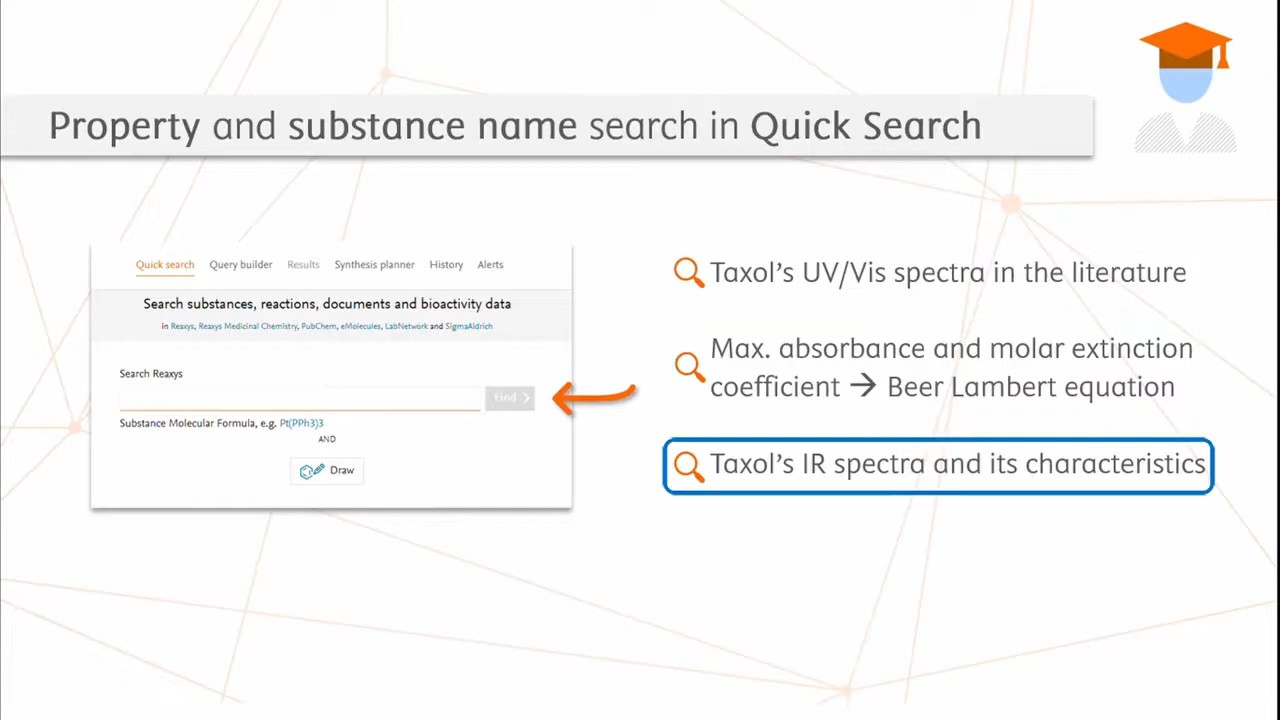 Property and substance name search in Quick Search
Quick search Query builder Results Synthesis planner History Alerts
Search substances, reactions, documents and bioactivity data
in Reaxys, Reaxys Medicinal Chemistry, PubChem, eMolecules, LabNetwork and SigmaAldrich
Search Reaxys
Find
Substance Molecular Formula, e.g. Pt(PPh3)3
AND
Draw
Taxol's UV/Vis spectra in the literature
Max. absorbance and molar extinction
coefficient → Beer Lambert equation
Taxol's IR spectra and its characteristics